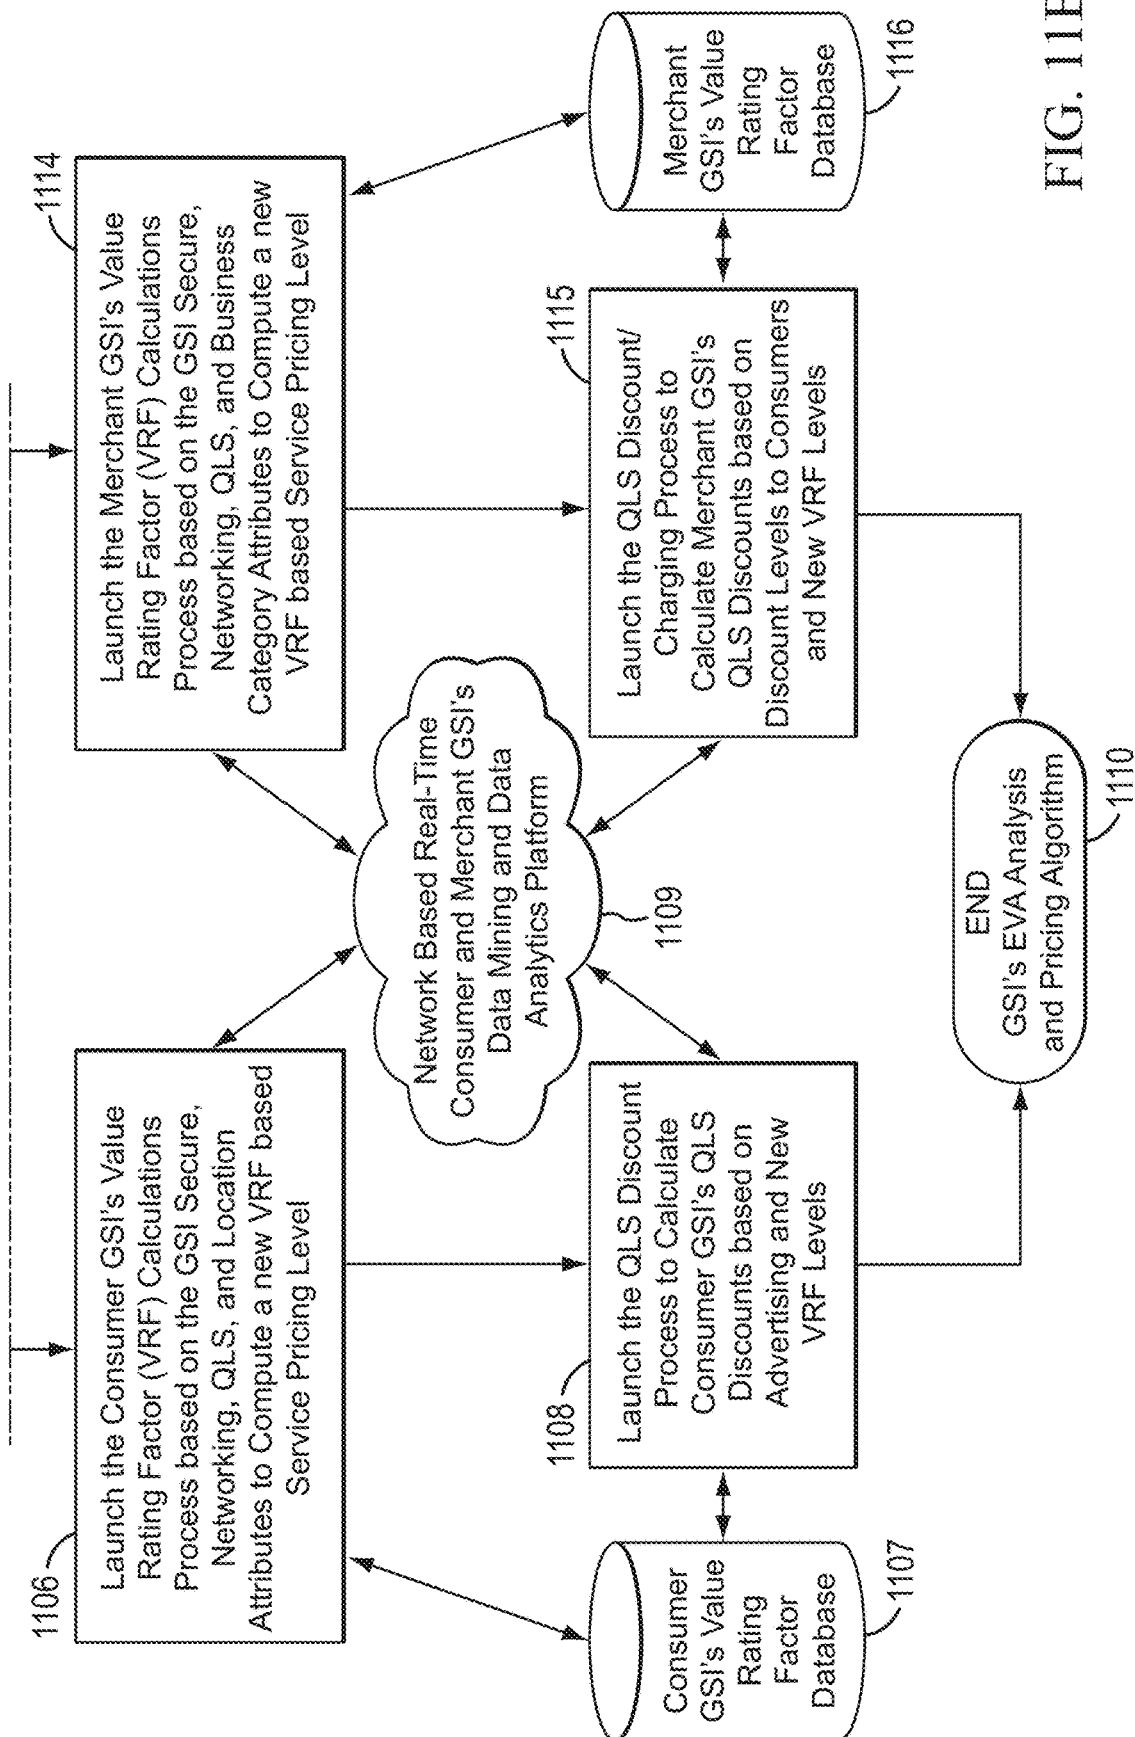 1106
Launch the Consumer GSI's Value
Rating Factor (VRF) Calculations
Process based on the GSI Secure,
Networking, QLS, and Location
Attributes to Compute a new VRF based
Service Pricing Level
1114
Launch the Merchant GSI's Value
Rating Factor (VRF) Calculations
Process based on the GSI Secure,
Networking, QLS, and Business
Category Attributes to Compute a new
VRF based Service Pricing Level
Network Based Real-Time
Consumer and Merchant GSI's
Data Mining and Data
Analytics Platform
1109
Consumer
GSI's Value
Rating
Factor
Database
1107
1108
Launch the QLS Discount
Process to Calculate
Consumer GSI's QLS
Discounts based on
Advertising and New
VRF Levels
1115
Launch the QLS Discount/
Charging Process to
Calculate Merchant GSI's
QLS Discounts based on
Discount Levels to Consumers
and New VRF Levels
Merchant
GSI's Value
Rating
Factor
Database
1116
END
GSI's EVA Analysis
and Pricing Algorithm
1110
FIG. 11B